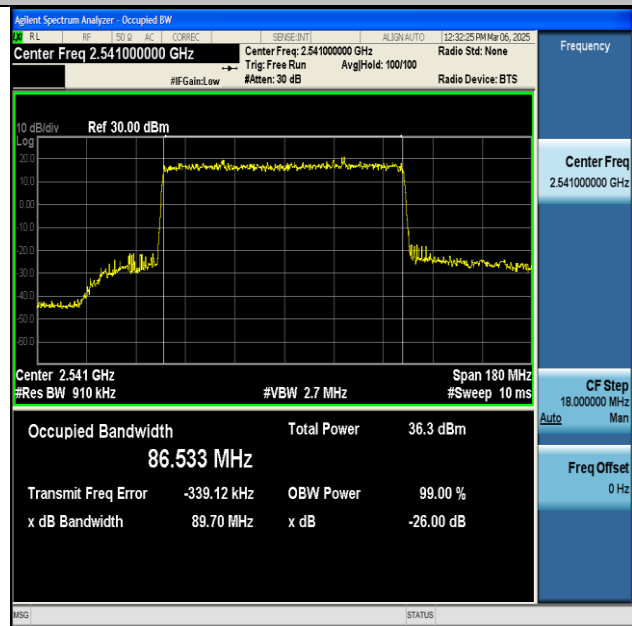 Agilent Spectrum Analyzer - Occupied BW
RL RF 50 Ω AC CORREC SENSE:INT ALIGN AUTO 12:32:25 PM Mar 06, 2025
Center Freq 2.541000000 GHz
Center Freq: 2.541000000 GHz Radio Std: None
Trig: Free Run Avg|Hold: 100/100
#IFGain:Low #Atten: 30 dB Radio Device: BTS
Frequency
10 dB/div Ref 30.00 dBm
Log
20.0
10.0
0.00
-10.0
-20.0
-30.0
-40.0
-50.0
-60.0
Center 2.541 GHz Span 180 MHz
#Res BW 910 kHz #VBW 2.7 MHz #Sweep 10 ms
Occupied Bandwidth Total Power 36.3 dBm
86.533 MHz
Transmit Freq Error -339.12 kHz OBW Power 99.00 %
x dB Bandwidth 89.70 MHz x dB -26.00 dB
Center Freq
2.541000000 GHz
CF Step
18.000000 MHz
Auto Man
Freq Offset
0 Hz
MSG STATUS